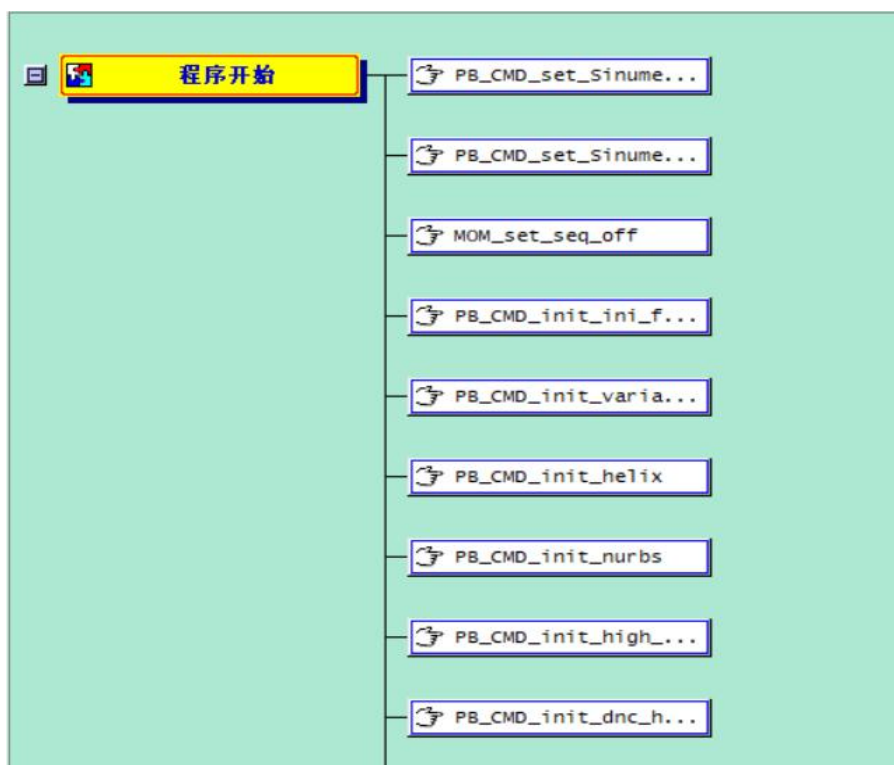 程序开始
PB_CMD_set_Sinume...
PB_CMD_set_Sinume...
MOM_set_seq_off
PB_CMD_init_ini_f...
PB_CMD_init_varia...
PB_CMD_init_helix
PB_CMD_init_nurbs
PB_CMD_init_high_...
PB_CMD_init_dnc_h...